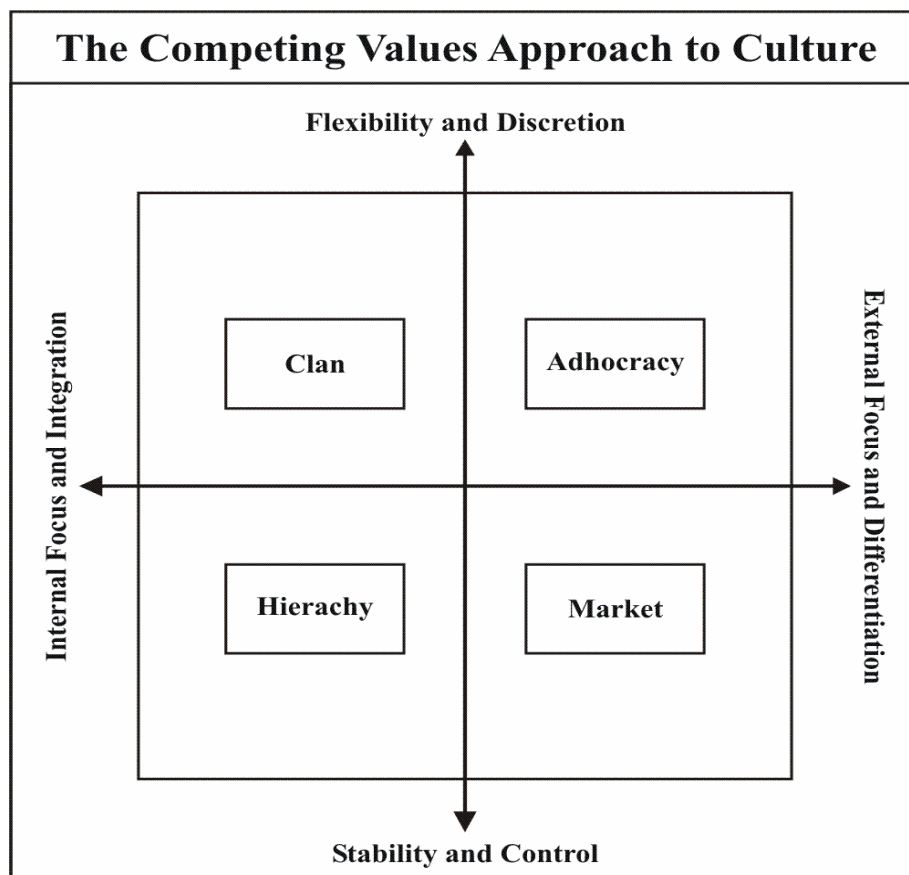 The Competing Values Approach to Culture
Flexibility and Discretion
Internal Focus and Integration
Clan
Adhocracy
External Focus and Differentiation
Hierachy
Market
Stability and Control